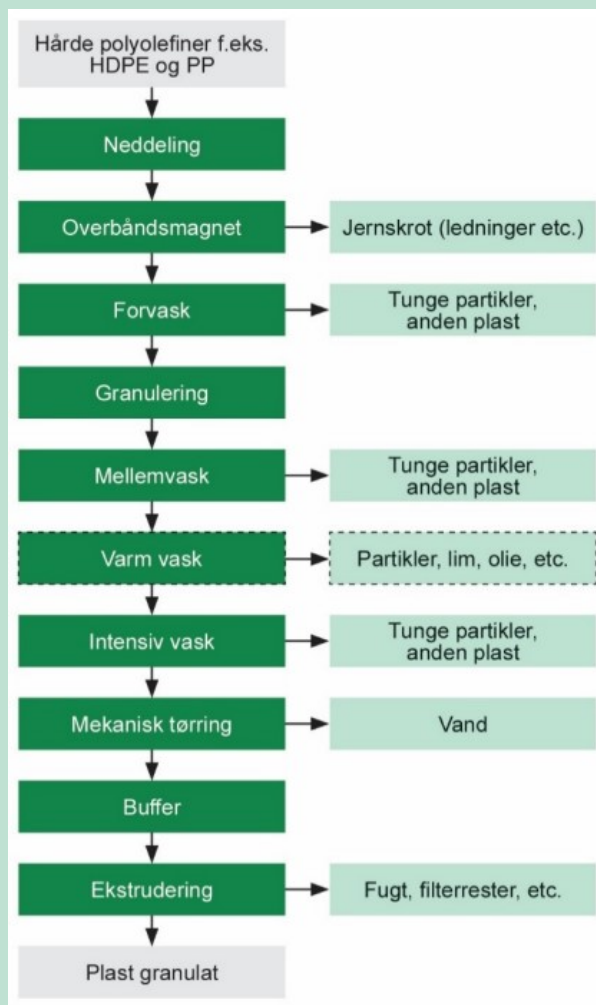 Hårde polyolefiner f.eks.
HDPE og PP
Neddeling
Overbåndsmagnet
Jernskrot (ledninger etc.)
Forvask
Tunge partikler,
anden plast
Granulering
Mellemvask
Tunge partikler,
anden plast
Varm vask
Partikler, lim, olie, etc.
Intensiv vask
Tunge partikler,
anden plast
Mekanisk tørring
Vand
Buffer
Ekstrudering
Fugt, filterrester, etc.
Plast granulat